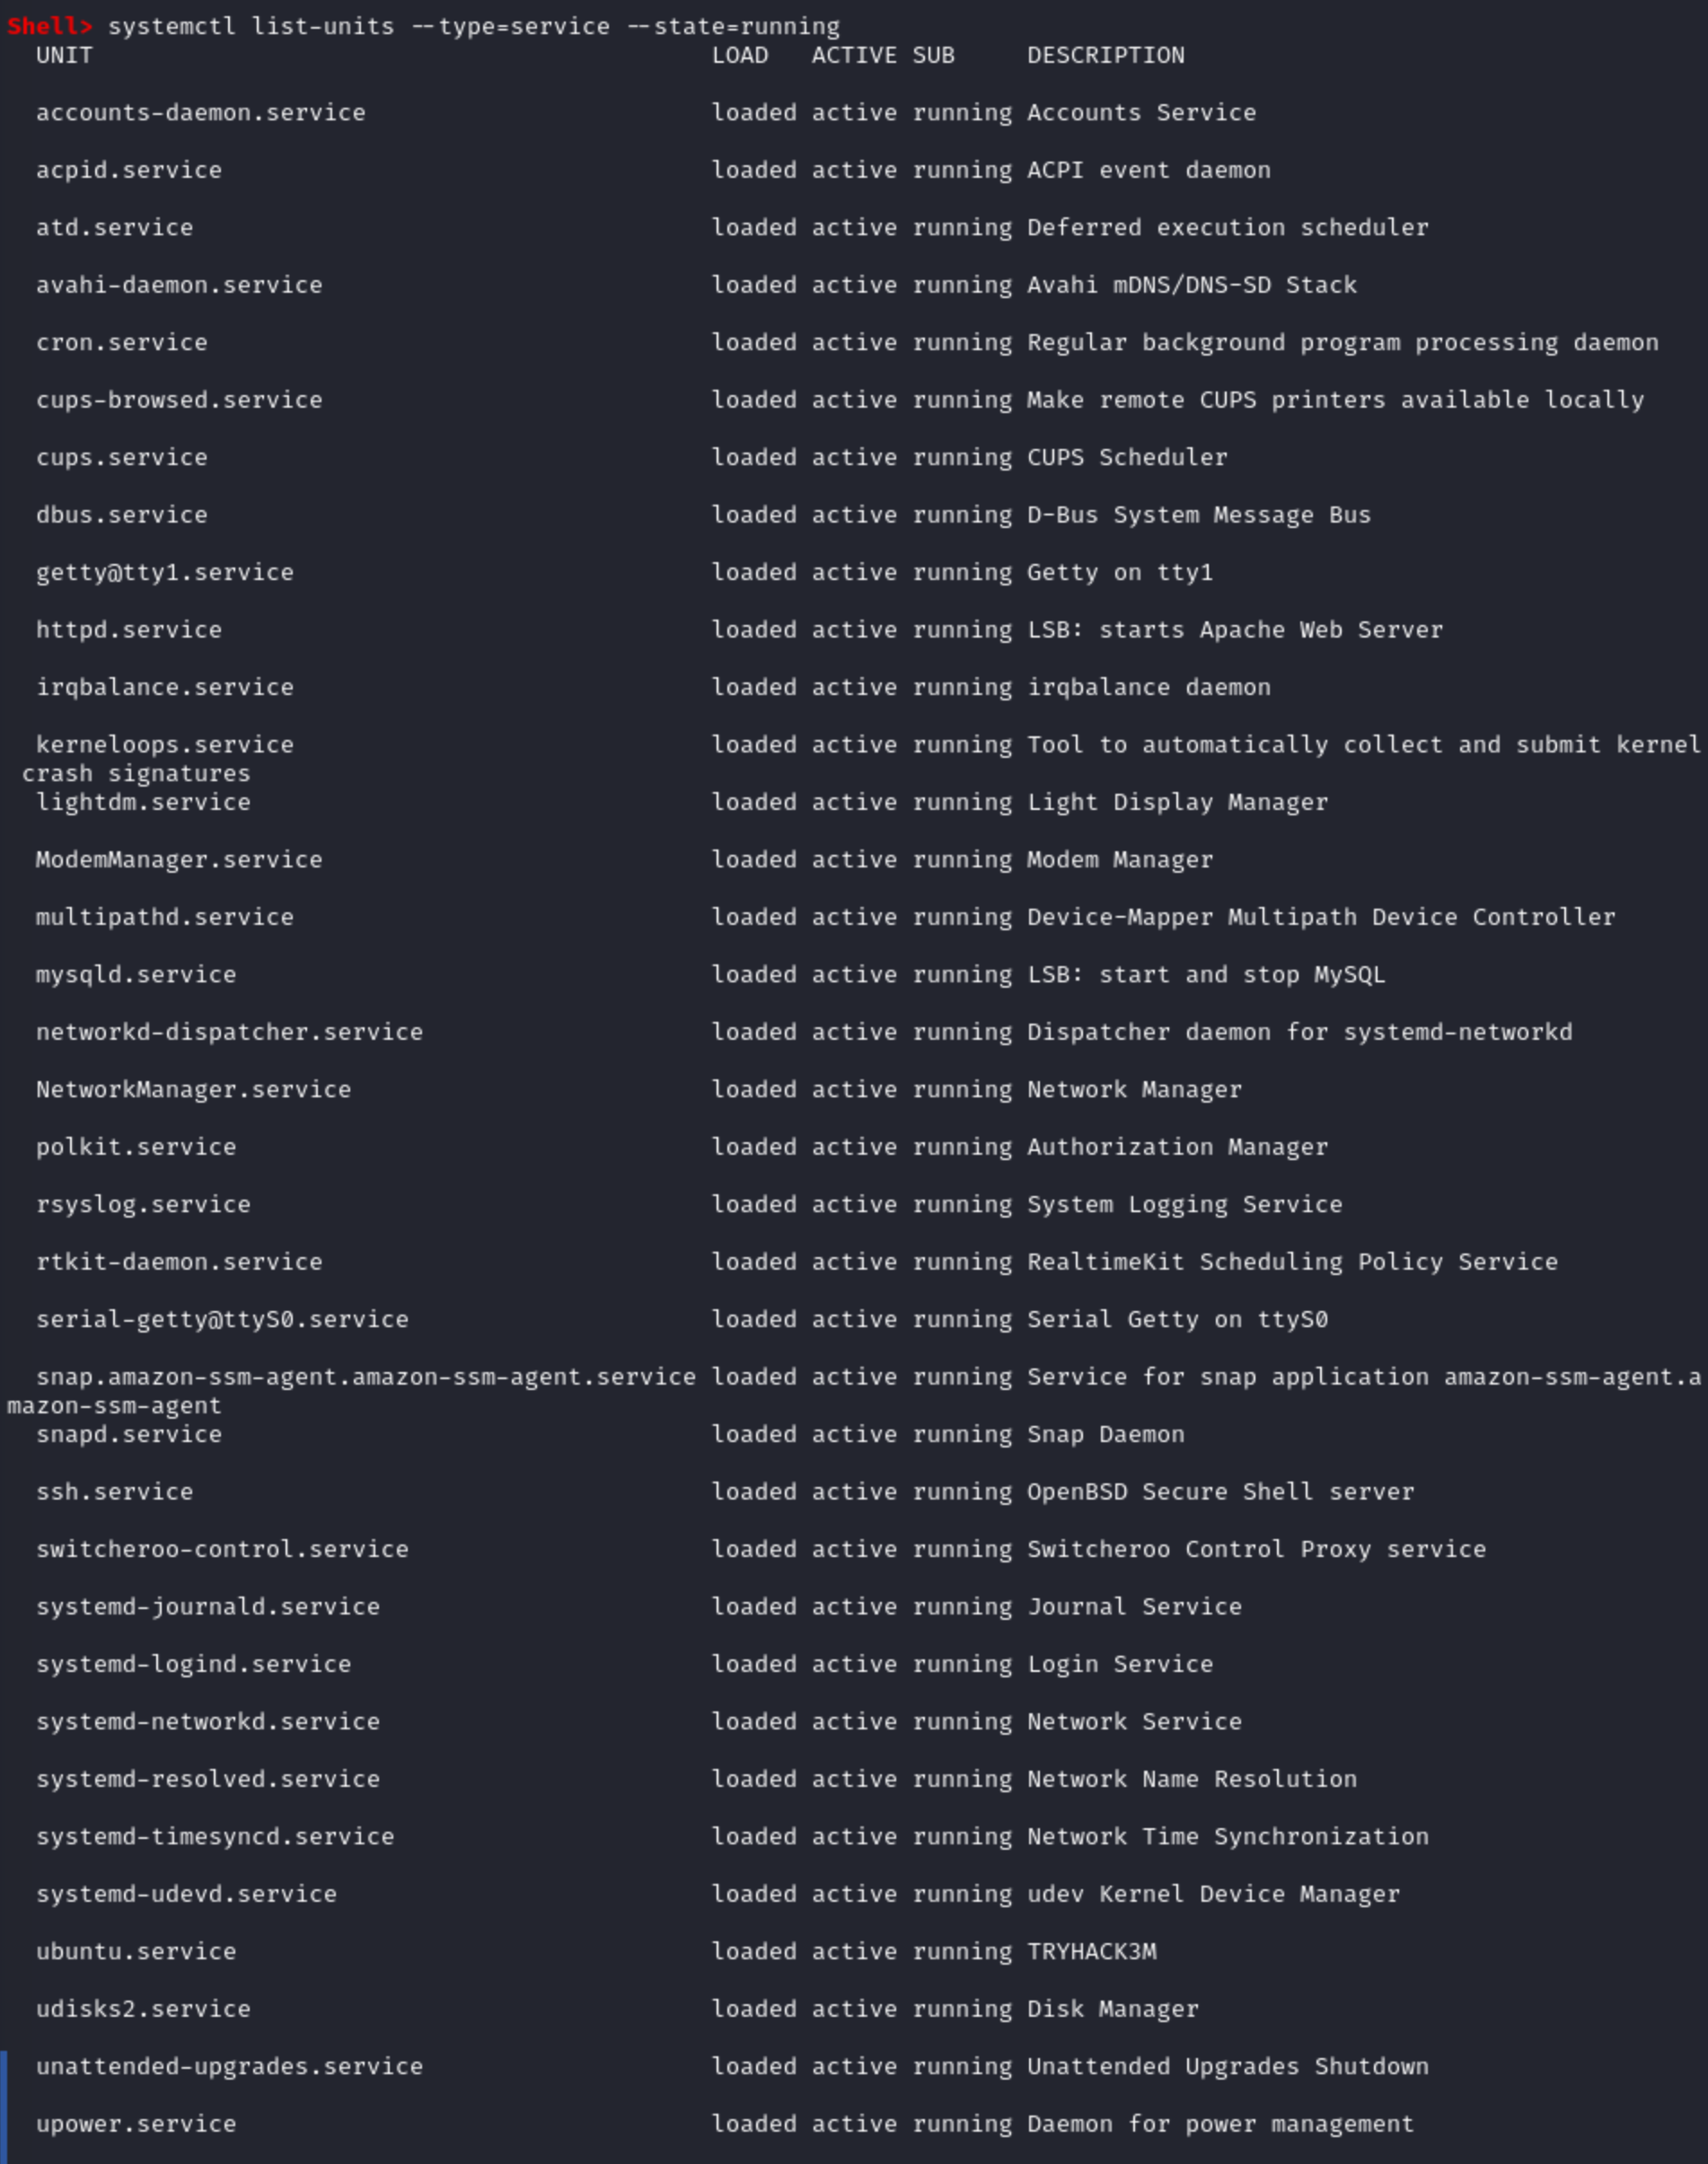 Shell> systemctl list-units --type=service --state=running
UNIT LOAD ACTIVE SUB DESCRIPTION
accounts-daemon.service loaded active running Accounts Service
acpid.service loaded active running ACPI event daemon
atd.service loaded active running Deferred execution scheduler
avahi-daemon.service loaded active running Avahi mDNS/DNS-SD Stack
cron.service loaded active running Regular background program processing daemon
cups-browsed.service loaded active running Make remote CUPS printers available locally
cups.service loaded active running CUPS Scheduler
dbus.service loaded active running D-Bus System Message Bus
getty@tty1.service loaded active running Getty on tty1
httpd.service loaded active running LSB: starts Apache Web Server
irqbalance.service loaded active running irqbalance daemon
kerneloops.service loaded active running Tool to automatically collect and submit kernel
crash signatures
lightdm.service loaded active running Light Display Manager
ModemManager.service loaded active running Modem Manager
multipathd.service loaded active running Device-Mapper Multipath Device Controller
mysqld.service loaded active running LSB: start and stop MySQL
networkd-dispatcher.service loaded active running Dispatcher daemon for systemd-networkd
NetworkManager.service loaded active running Network Manager
polkit.service loaded active running Authorization Manager
rsyslog.service loaded active running System Logging Service
rtkit-daemon.service loaded active running RealtimeKit Scheduling Policy Service
serial-getty@ttyS0.service loaded active running Serial Getty on ttyS0
snap.amazon-ssm-agent.amazon-ssm-agent.service loaded active running Service for snap application amazon-ssm-agent.a
mazon-ssm-agent
snapd.service loaded active running Snap Daemon
ssh.service loaded active running OpenBSD Secure Shell server
switcheroo-control.service loaded active running Switcheroo Control Proxy service
systemd-journald.service loaded active running Journal Service
systemd-logind.service loaded active running Login Service
systemd-networkd.service loaded active running Network Service
systemd-resolved.service loaded active running Network Name Resolution
systemd-timesyncd.service loaded active running Network Time Synchronization
systemd-udevd.service loaded active running udev Kernel Device Manager
ubuntu.service loaded active running TRYHACK3M
udisks2.service loaded active running Disk Manager
unattended-upgrades.service loaded active running Unattended Upgrades Shutdown
upower.service loaded active running Daemon for power management